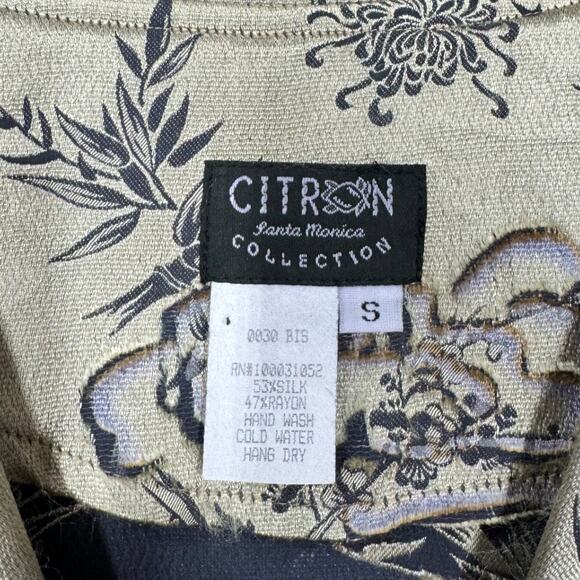 CITRON
Santa Monica
COLLECTION
S
0030 BIS
RN#100031052
53%SILK
47%RAYON
HAND WASH
COLD WATER
HANG DRY